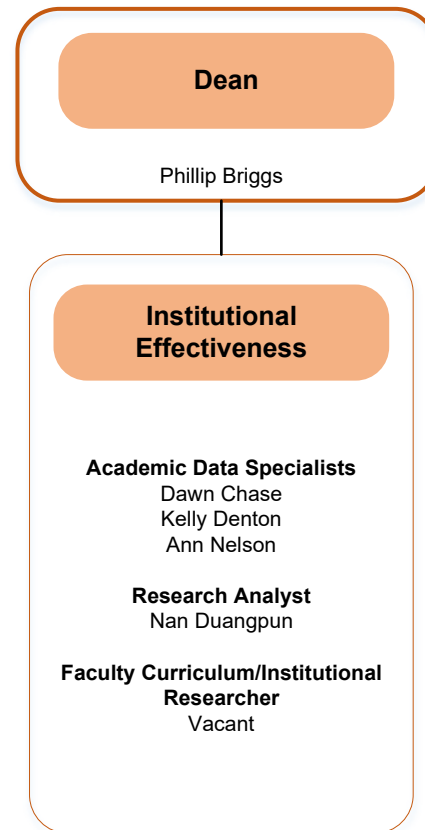 Dean
Phillip Briggs
Institutional
Effectiveness
Academic Data Specialists
Dawn Chase
Kelly Denton
Ann Nelson
Research Analyst
Nan Duangpun
Faculty Curriculum/Institutional
Researcher
Vacant